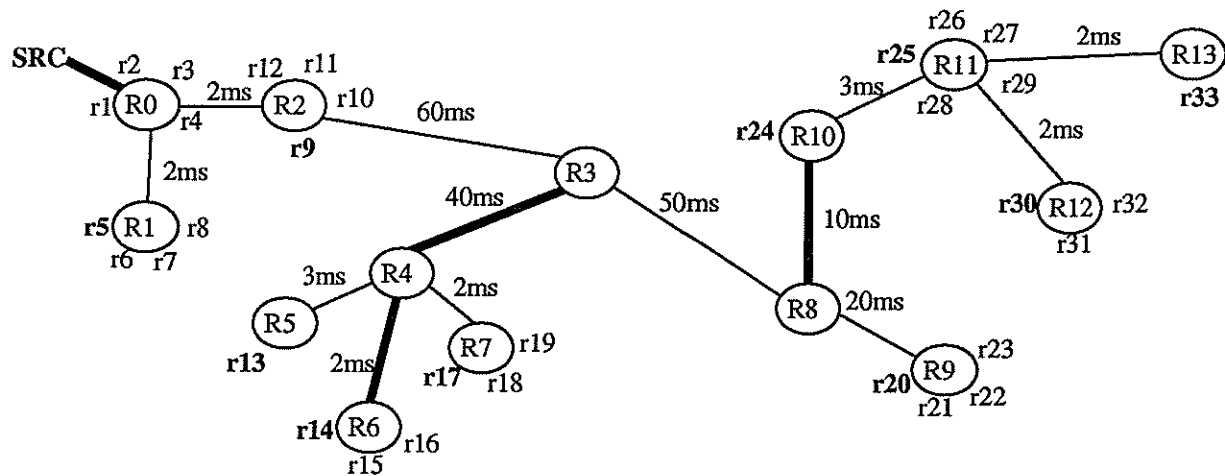 SRC
r2
r3
r1
R0
r4
2ms
2ms
r12
r11
R2
r10
r9
r5
R1
r8
r6
r7
60ms
R3
40ms
50ms
R4
3ms
2ms
2ms
R5
r13
R7
r19
r17
r18
r14
R6
r16
r15
R8
20ms
R9
r23
r20
r22
r21
10ms
r24
R10
3ms
r26
r27
r25
R11
r29
r28
2ms
R13
r33
2ms
r30
R12
r32
r31